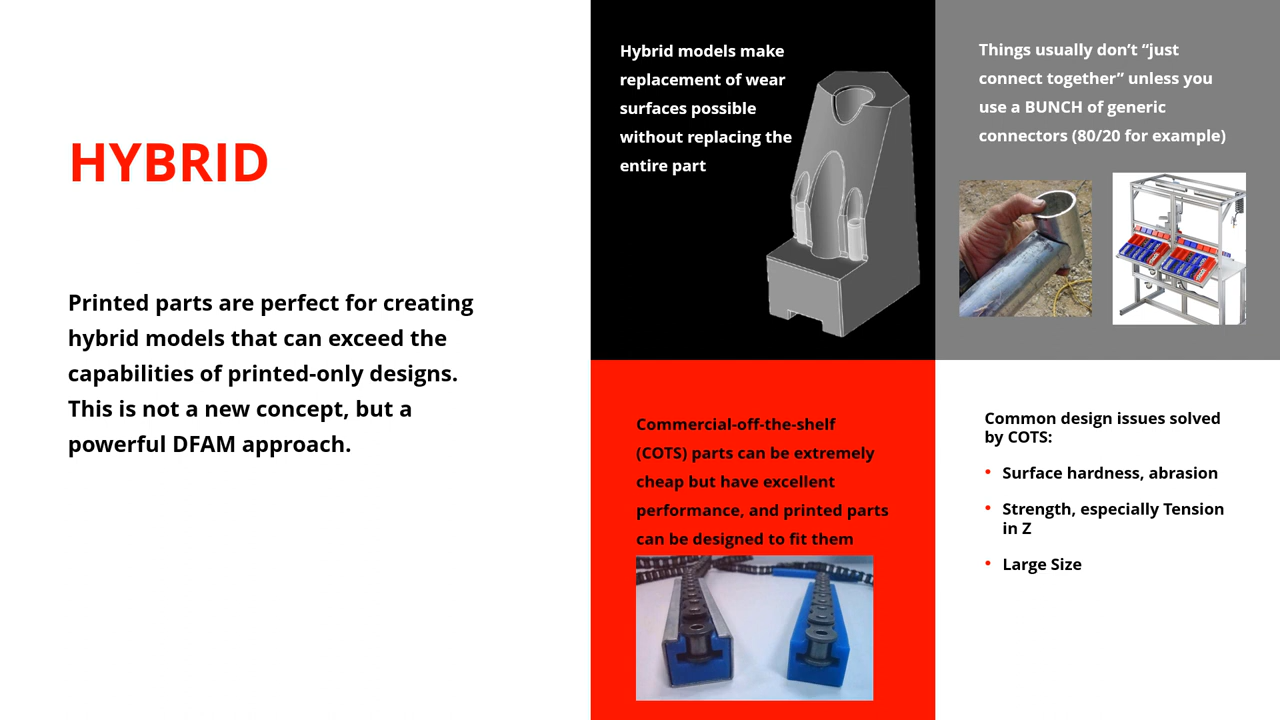 HYBRID
Printed parts are perfect for creating
hybrid models that can exceed the
capabilities of printed-only designs.
This is not a new concept, but a
powerful DFAM approach.
Hybrid models make
replacement of wear
surfaces possible
without replacing the
entire part
Things usually don’t “just
connect together” unless you
use a BUNCH of generic
connectors (80/20 for example)
Commercial-off-the-shelf
(COTS) parts can be extremely
cheap but have excellent
performance, and printed parts
can be designed to fit them
Common design issues solved
by COTS:
• Surface hardness, abrasion
• Strength, especially Tension
in Z
• Large Size